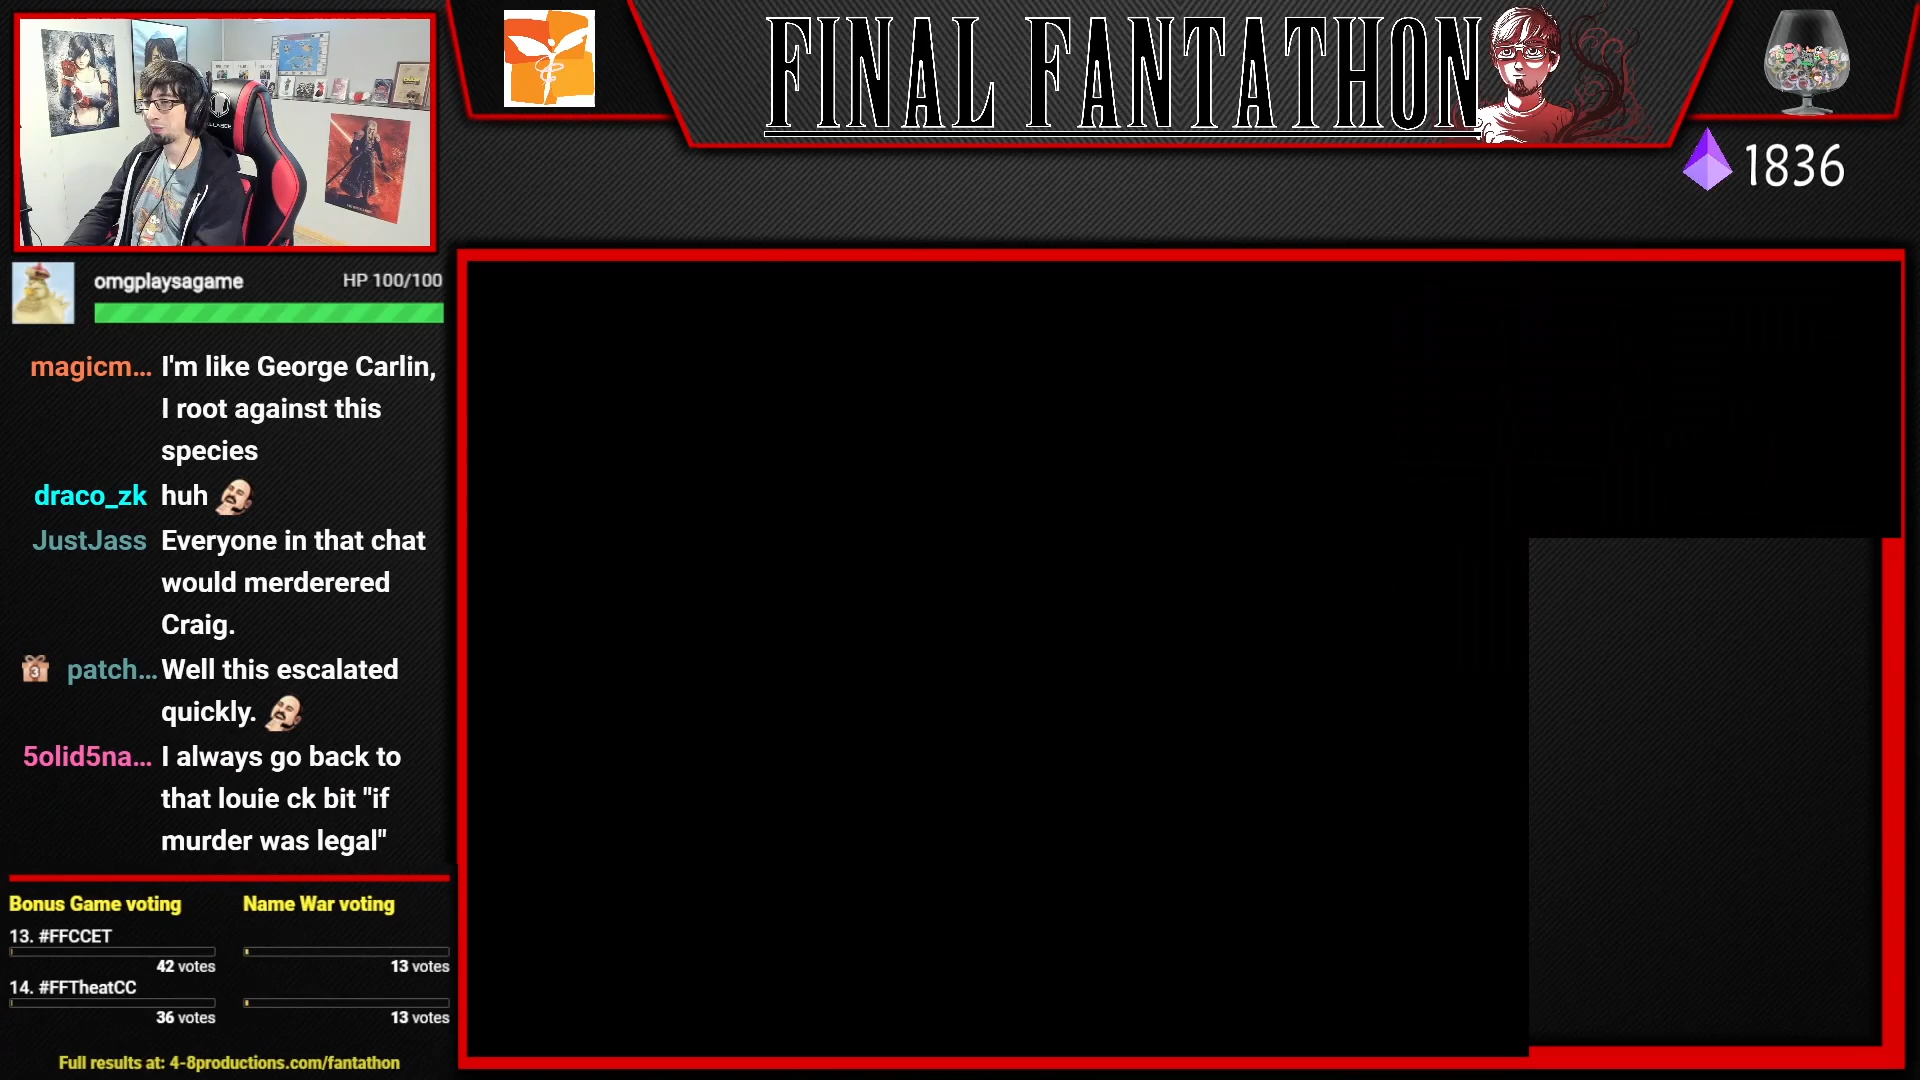 FINAL FANTATHON
1836
omgplaysagame HP 100/100
magicm... I'm like George Carlin,
I root against this
species
draco_zk huh
JustJass Everyone in that chat
would merderered
Craig.
3 patch... Well this escalated
quickly.
5olid5na... I always go back to
that louie ck bit "if
murder was legal"
Bonus Game voting Name War voting
13. #FFCCET
42 votes 13 votes
14. #FFTheatCC
36 votes 13 votes
Full results at: 4-8productions.com/fantathon